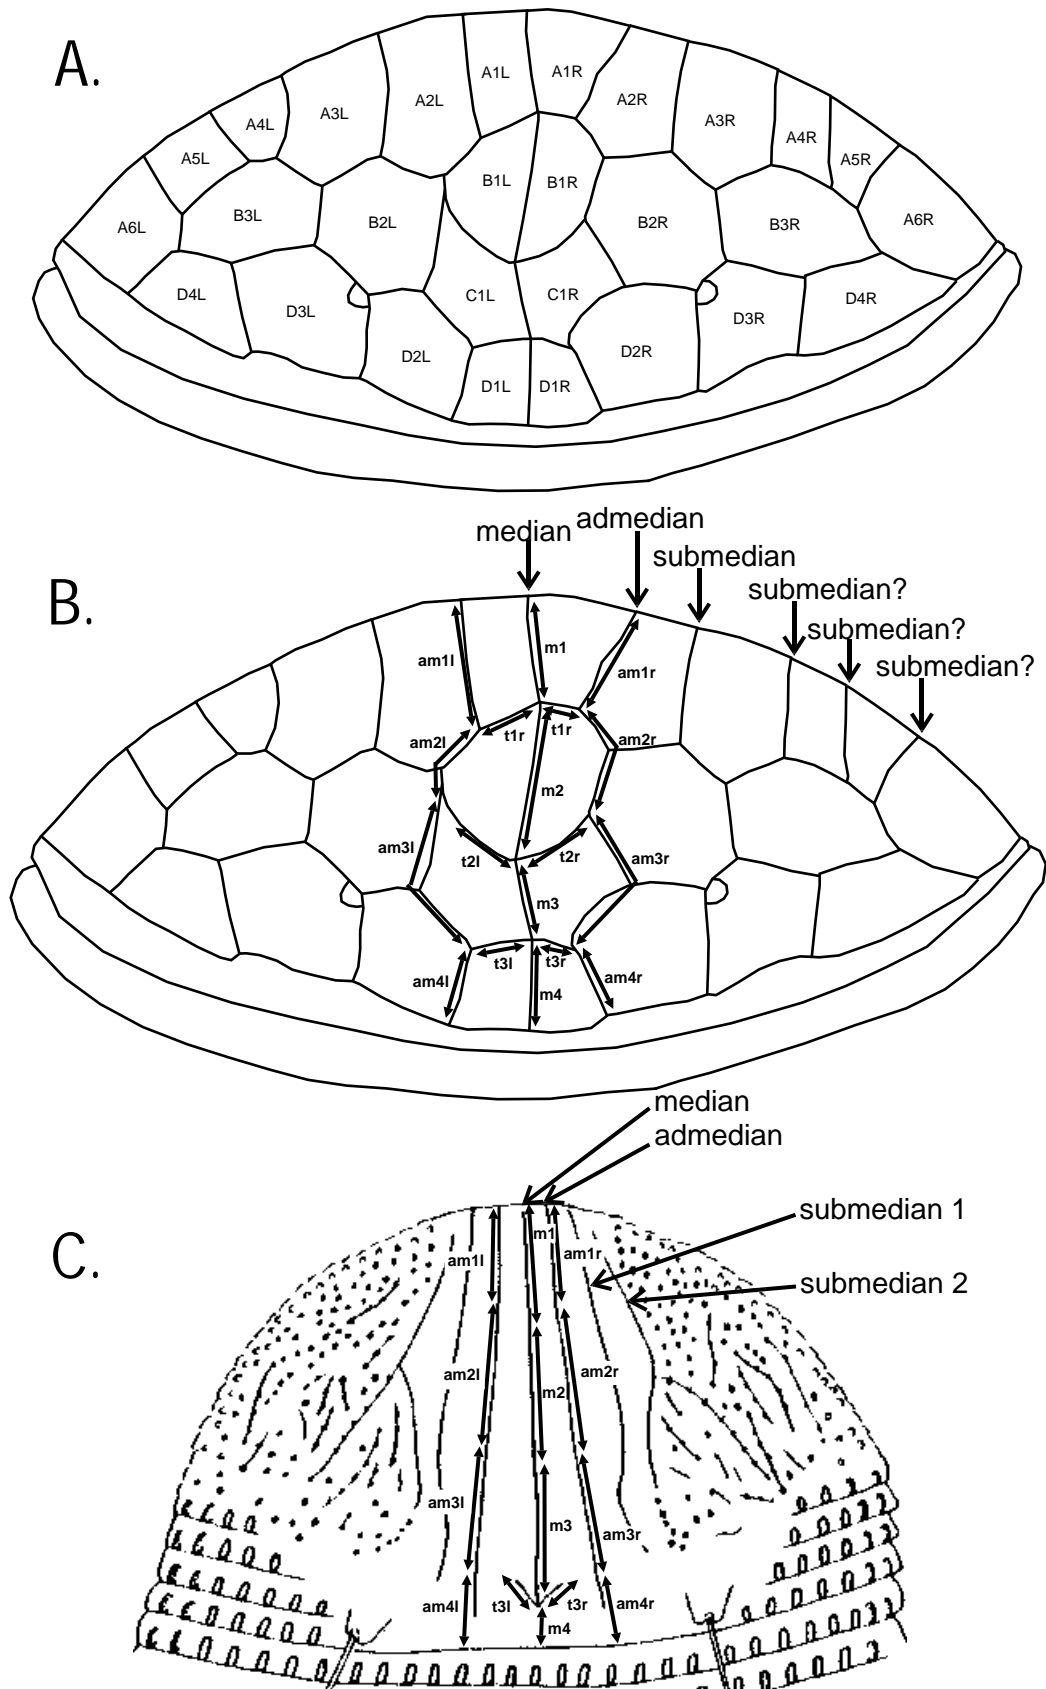 A.
A1L
A1R
A2L
A2R
A3L
A3R
A4L
A4R
A5L
A5R
B1L
B1R
A6L
B3L
B2L
B2R
B3R
A6R
D4L
D3L
C1L
C1R
D3R
D4R
D2L
D2R
D1L
D1R
B.
median
admedian
submedian
submedian?
submedian?
submedian?
am1l
m1
am1r
am2l
t1r
t1r
am2r
m2
am3l
t2l
t2r
am3r
m3
t3l
t3r
am4l
m4
am4r
C.
median
admedian
submedian 1
submedian 2
am1l
m1
am1r
am2l
m2
am2r
am3l
m3
am3r
am4l
t3l
t3r
am4r
m4